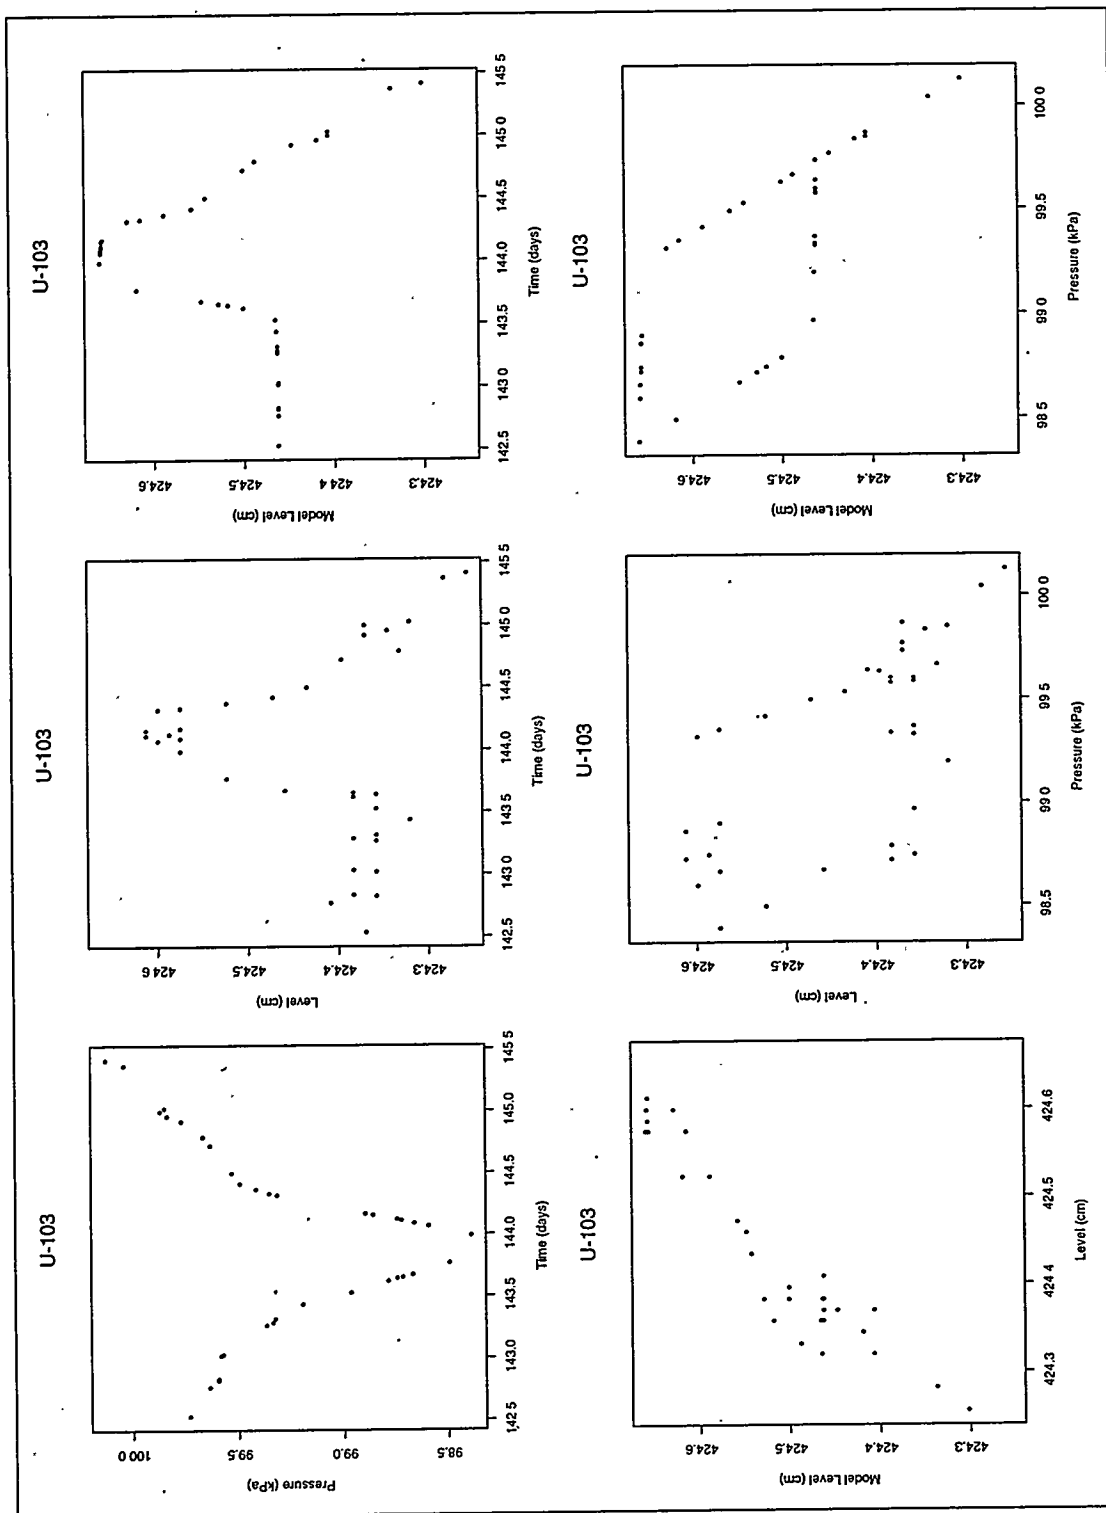 U-103
Pressure (kPa)
100 0
99.5
99.0
98.5
142.5 143.0 143.5 144.0 144.5 145.0 145.5
Time (days)
U-103
Level (cm)
424.6
424.5
424.4
424.3
142.5 143.0 143 5 144.0 144.5 145.0 145.5
Time (days)
U-103
Model Level (cm)
424.6
424.5
424.4
424.3
142.5 143 0 143.5 144.0 144.5 145.0 145 5
Time (days)
U-103
Model Level (cm)
424.6
424.5
424.4
424.3
424.3 424.4 424.5 424.6
Level (cm)
U-103
Level (cm)
424.6
424.5
424.4
424.3
98.5 99 0 99.5 100 0
Pressure (kPa)
U-103
Model Level (cm)
424.6
424.5
424.4
424.3
98.5 99 0 99.5 100 0
Pressure (kPa)